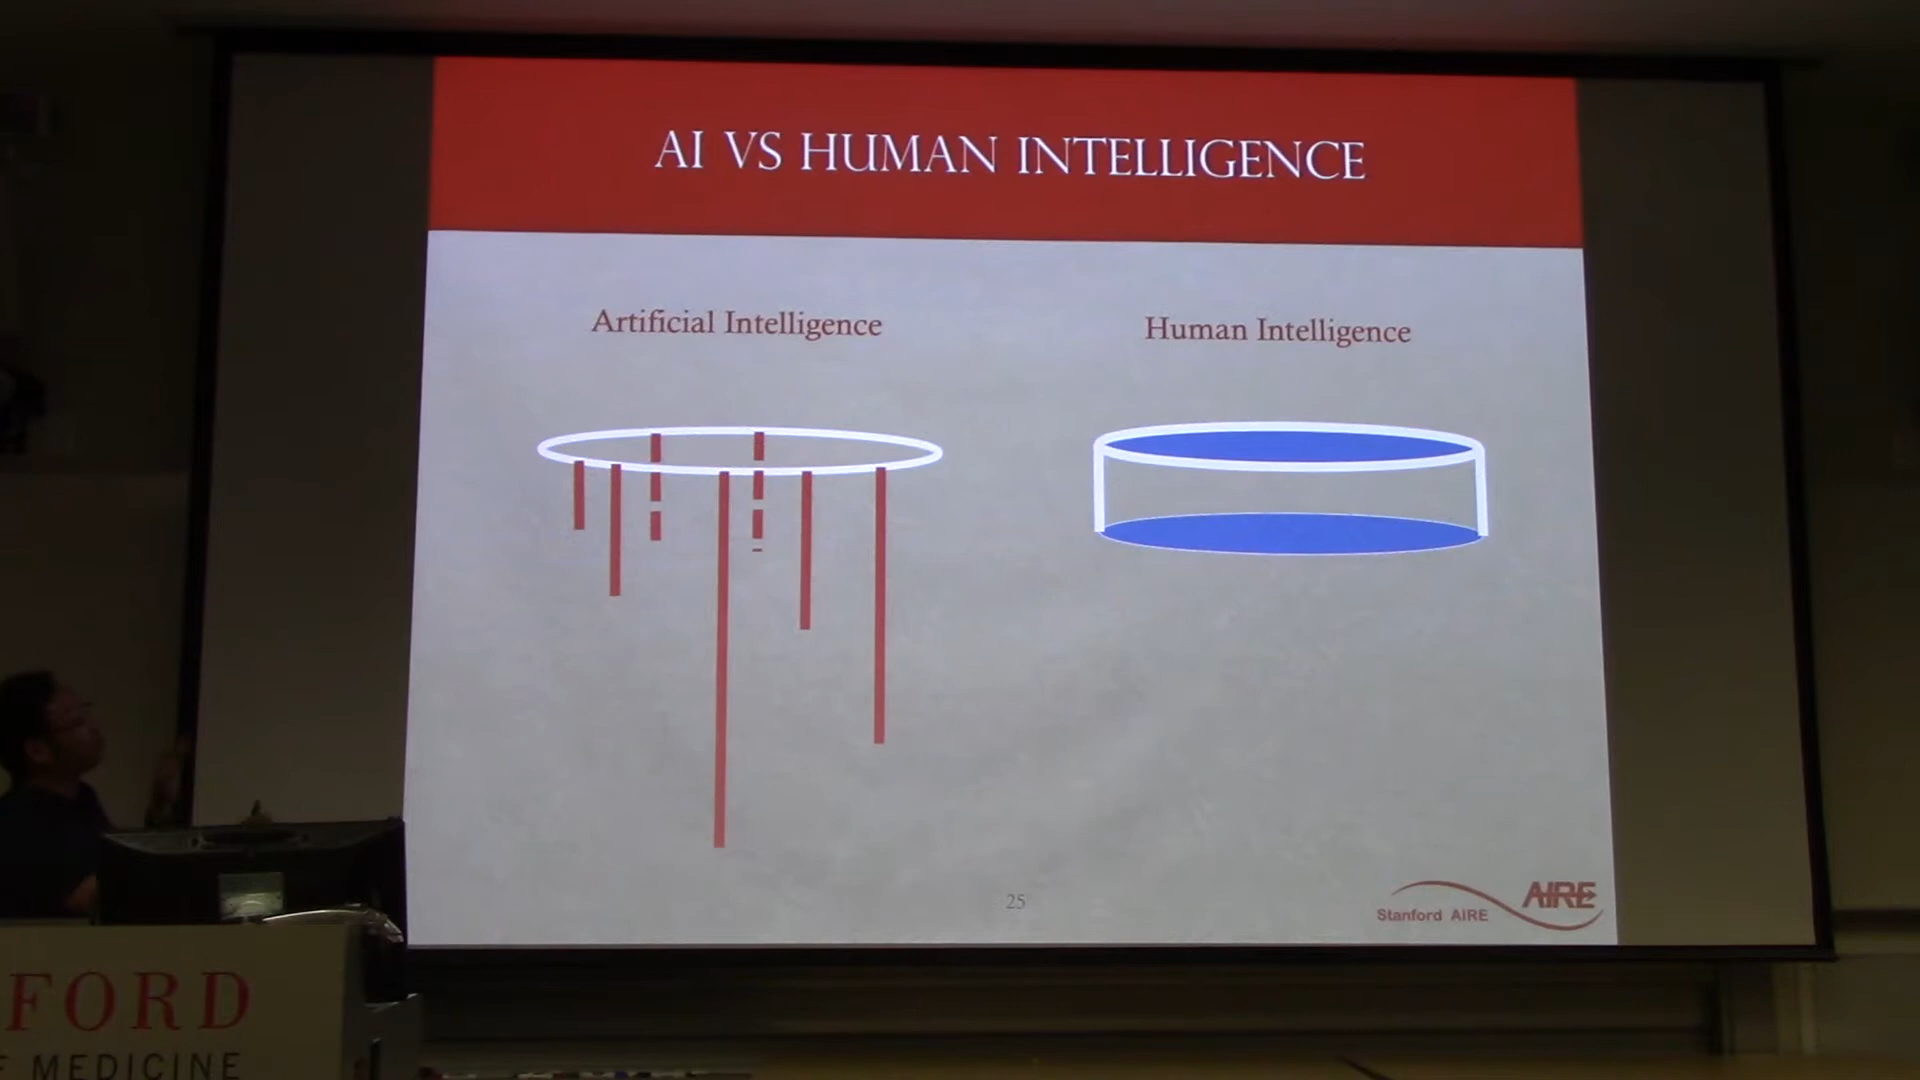 AI VS HUMAN INTELLIGENCE
Artificial Intelligence
Human Intelligence
25
Stanford AIRE
AIRE
FORD
F MEDICINE